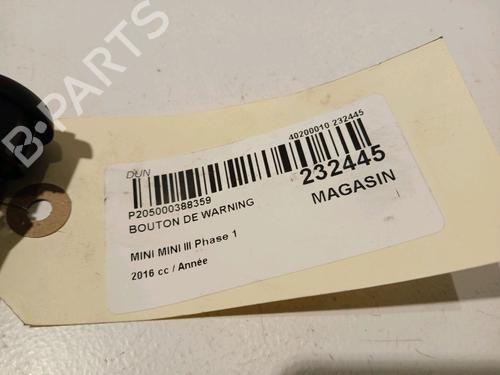 B-PARTS
DUN
40200010 232445
P205000388359
232445
BOUTON DE WARNING
MAGASIN
MINI MINI III Phase 1
2016 cc / Année